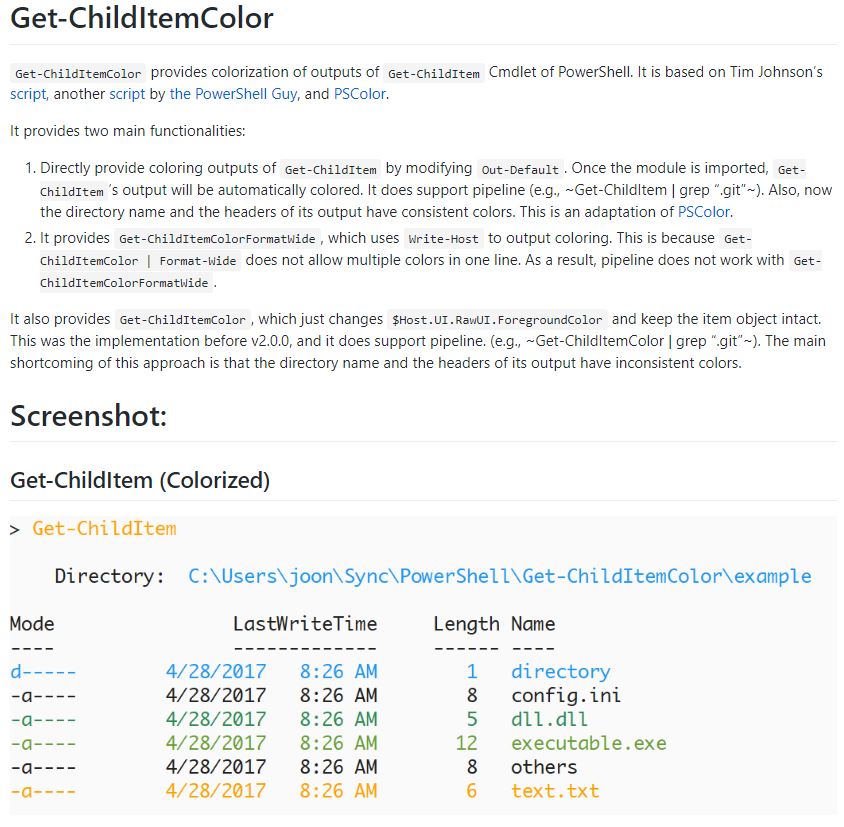 Get-ChildItemColor
Get-ChildItemColor provides colorization of outputs of Get-ChildItem Cmdlet of PowerShell. It is based on Tim Johnson’s
script, another script by the PowerShell Guy, and PSColor.
It provides two main functionalities:
1. Directly provide coloring outputs of Get-ChildItem by modifying Out-Default. Once the module is imported, Get-
ChildItem ’s output will be automatically colored. It does support pipeline (e.g., ~Get-ChildItem | grep “.git”~). Also, now
the directory name and the headers of its output have consistent colors. This is an adaptation of PSColor.
2. It provides Get-ChildItemColorFormatWide, which uses Write-Host to output coloring. This is because Get-
ChildItemColor | Format-Wide does not allow multiple colors in one line. As a result, pipeline does not work with Get-
ChildItemColorFormatWide.
It also provides Get-ChildItemColor, which just changes $Host.UI.RawUI.ForegroundColor and keep the item object intact.
This was the implementation before v2.0.0, and it does support pipeline. (e.g., ~Get-ChildItemColor | grep “.git”~). The main
shortcoming of this approach is that the directory name and the headers of its output have inconsistent colors.
Screenshot:
Get-ChildItem (Colorized)
> Get-ChildItem
Directory: C:\Users\joon\Sync\PowerShell\Get-ChildItemColor\example
Mode LastWriteTime Length Name
---- ------------- ------ ----
d----- 4/28/2017 8:26 AM 1 directory
-a---- 4/28/2017 8:26 AM 8 config.ini
-a---- 4/28/2017 8:26 AM 5 dll.dll
-a---- 4/28/2017 8:26 AM 12 executable.exe
-a---- 4/28/2017 8:26 AM 8 others
-a---- 4/28/2017 8:26 AM 6 text.txt